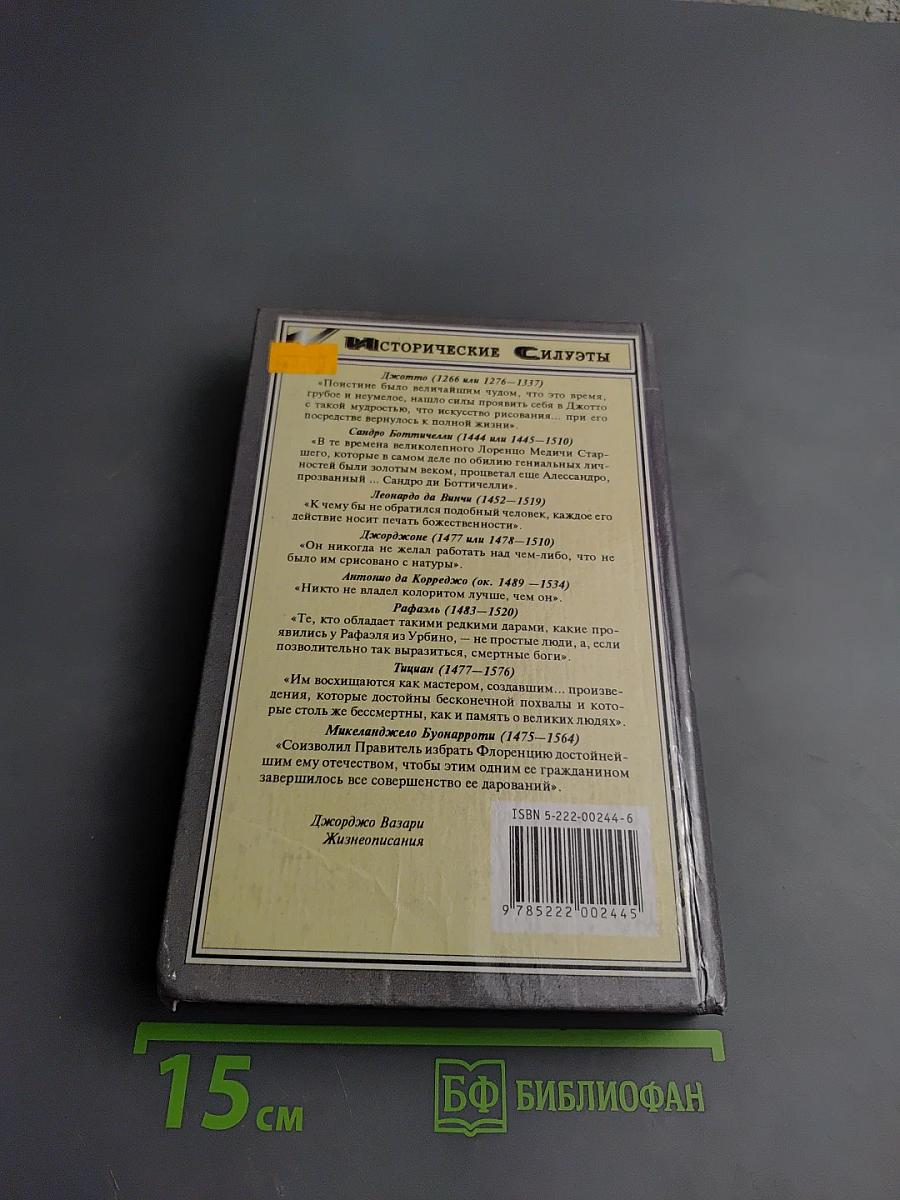 Исторические Силуэты
Джотто (1266 или 1276—1337)
«Поистине было величайшим чудом, что это время,
грубое и неумелое, нашло силы проявить себя в Джотто
с такой мудростью, что искусство рисования... при его
посредстве вернулось к полной жизни».
Сандро Боттичелли (1444 или 1445—1510)
«В те времена великолепного Лоренцо Медичи Стар-
шего, которые в самом деле по обилию гениальных лич-
ностей были золотым веком, процветал еще Алессандро,
прозванный ... Сандро ди Боттичелли».
Леонардо да Винчи (1452—1519)
«К чему бы не обратился подобный человек, каждое его
действие носит печать божественности».
Джорджоне (1477 или 1478—1510)
«Он никогда не желал работать над чем-либо, что не
было им срисовано с натуры».
Антонио да Корреджо (ок. 1489 —1534)
«Никто не владел колоритом лучше, чем он».
Рафаэль (1483—1520)
«Те, кто обладает такими редкими дарами, какие про-
явились у Рафаэля из Урбино, — не простые люди, а, если
позволительно так выразиться, смертные боги».
Тициан (1477—1576)
«Им восхищаются как мастером, создавшим... произве-
дения, которые достойны бесконечной похвалы и кото-
рые столь же бессмертны, как и память о великих людях».
Микеланджело Буонарроти (1475—1564)
«Соизволил Правитель избрать Флоренцию достойней-
шим ему отечеством, чтобы этим одним ее гражданином
завершилось все совершенство ее дарований».
Джорджо Вазари
Жизнеописания
ISBN 5-222-00244-6
9 785222 002445
15 см
БФ БИБЛИОФАН